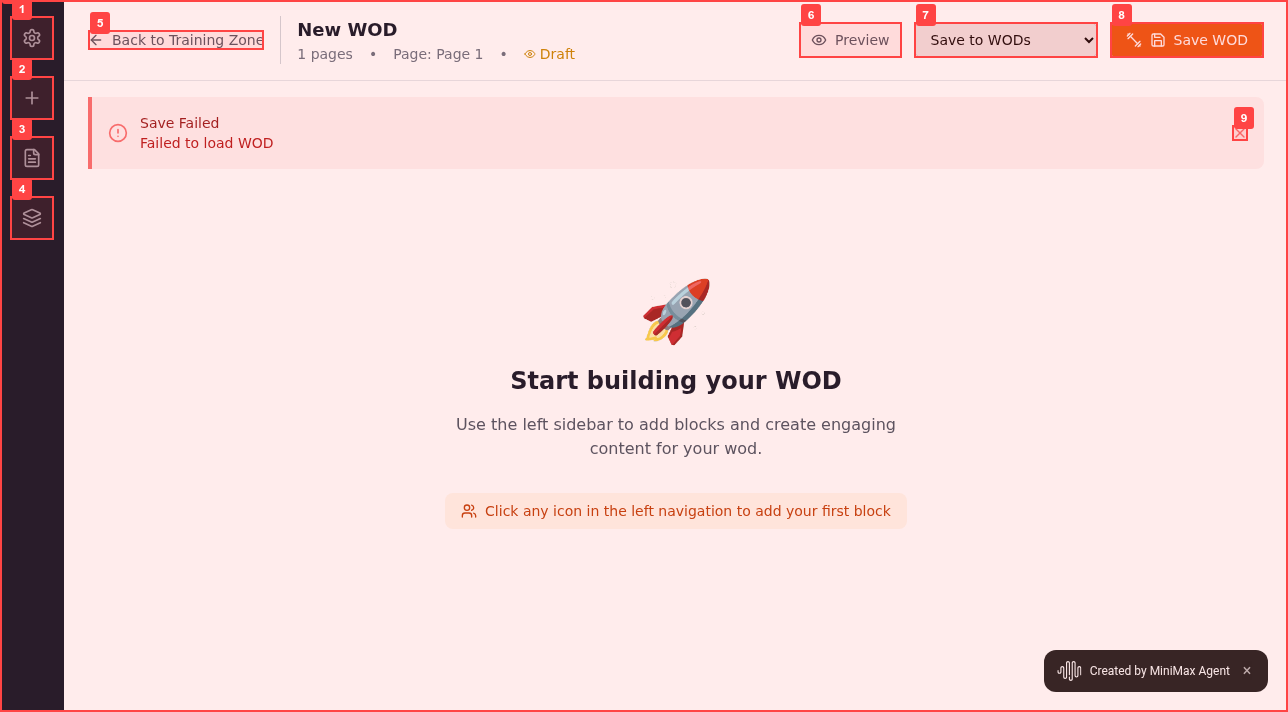 1
2
3
4
5
Back to Training Zone
New WOD
1 pages • Page: Page 1 • Draft
6
Preview
7
Save to WODs
8
Save WOD
Save Failed
Failed to load WOD
9
Start building your WOD
Use the left sidebar to add blocks and create engaging
content for your wod.
Click any icon in the left navigation to add your first block
Created by MiniMax Agent ×